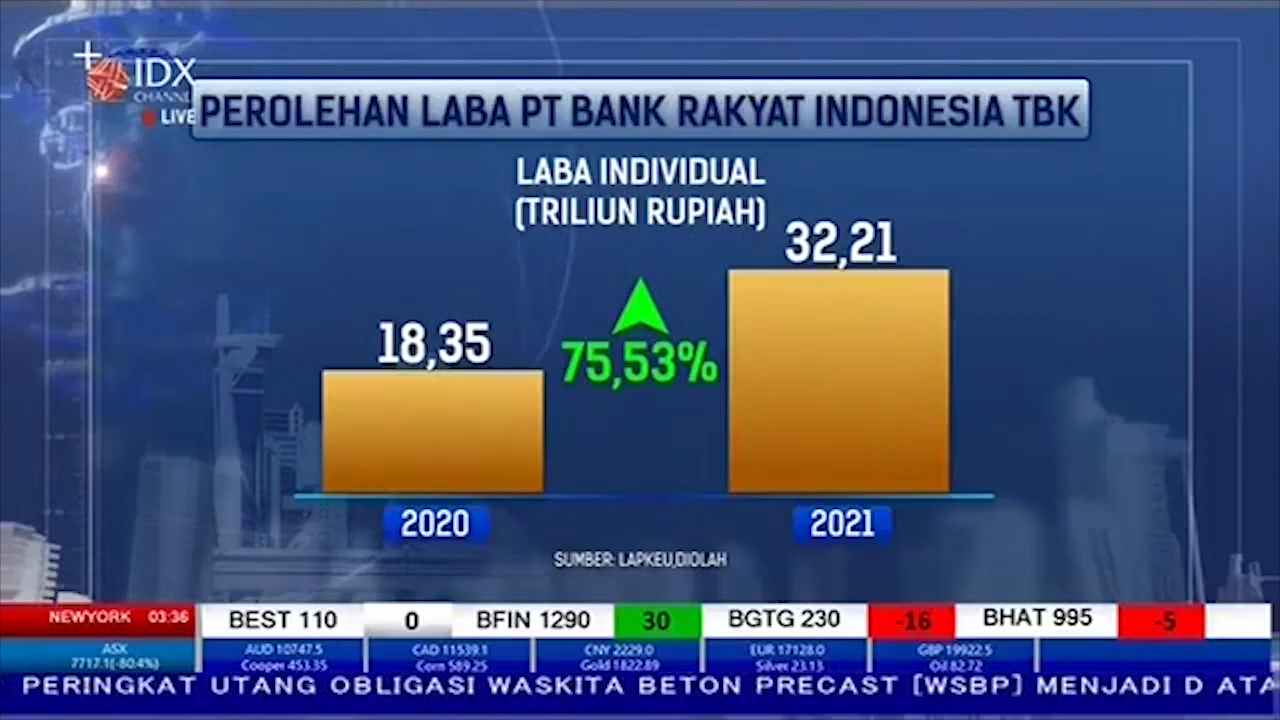 IDX
CHANNEL
LIVE
PEROLEHAN LABA PT BANK RAKYAT INDONESIA TBK
LABA INDIVIDUAL
(TRILIUN RUPIAH)
18,35
75,53%
32,21
2020
2021
SUMBER: LAPKEU,DIOLAH
NEWYORK 03:36
BEST 110 0 BFIN 1290 30 BGTG 230 -16 BHAT 995 -5
ASX
7717.1(-80.4%)
AUD 10747.5 CAD 11539.1 CNY 2229.0 EUR 17128.0 GBP 19922.5
Cooper 453.35 Corn 589.25 Gold 1822.89 Silver 23.13 Oil 82.72
PERINGKAT UTANG OBLIGASI WASKITA BETON PRECAST [WSBP] MENJADI D ATA